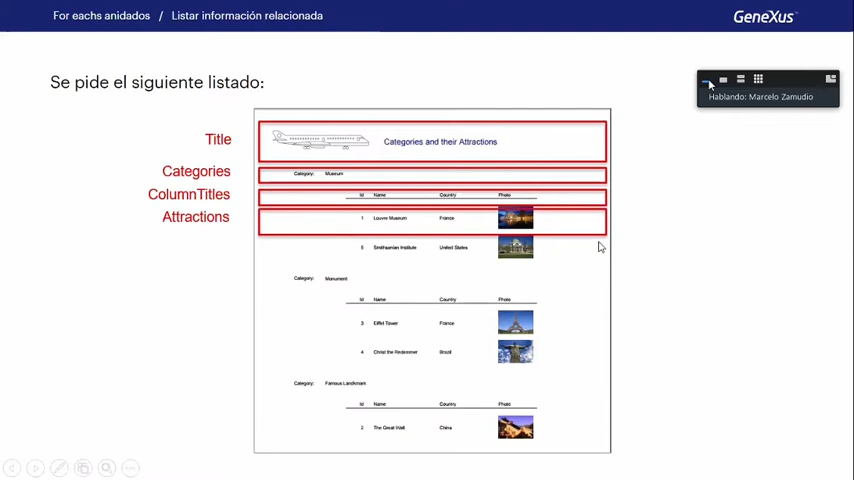 For eachs anidados / Listar información relacionada
GeneXus™
Se pide el siguiente listado:
Hablando: Marcelo Zamudio
Title
Categories and their Attractions
Categories
Category: Museum
ColumnTitles
Id Name Country Photo
Attractions
1 Louvre Museum France
5 Smithsonian Institute United States
Category: Monument
Id Name Country Photo
3 Eiffel Tower France
4 Christ the Redemmer Brazil
Category: Famous Landmark
Id Name Country Photo
2 The Great Wall China